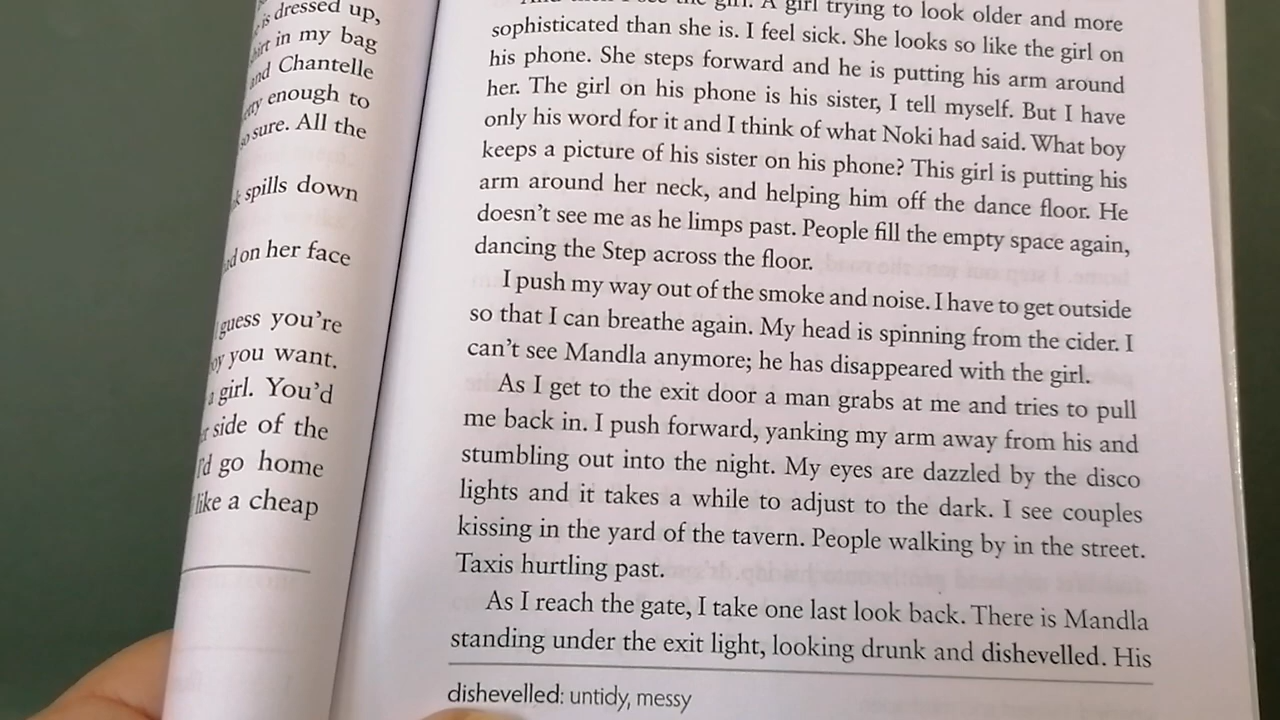 is dressed up,
in my bag
and Chantelle
enough to
so sure. All the
spills down
on her face
guess you're
you want.
a girl. You'd
side of the
I'd go home
like a cheap
the girl. A girl trying to look older and more
sophisticated than she is. I feel sick. She looks so like the girl on
his phone. She steps forward and he is putting his arm around
her. The girl on his phone is his sister, I tell myself. But I have
only his word for it and I think of what Noki had said. What boy
keeps a picture of his sister on his phone? This girl is putting his
arm around her neck, and helping him off the dance floor. He
doesn't see me as he limps past. People fill the empty space again,
dancing the Step across the floor.
I push my way out of the smoke and noise. I have to get outside
so that I can breathe again. My head is spinning from the cider. I
can't see Mandla anymore; he has disappeared with the girl.
As I get to the exit door a man grabs at me and tries to pull
me back in. I push forward, yanking my arm away from his and
stumbling out into the night. My eyes are dazzled by the disco
lights and it takes a while to adjust to the dark. I see couples
kissing in the yard of the tavern. People walking by in the street.
Taxis hurtling past.
As I reach the gate, I take one last look back. There is Mandla
standing under the exit light, looking drunk and dishevelled. His
dishevelled: untidy, messy